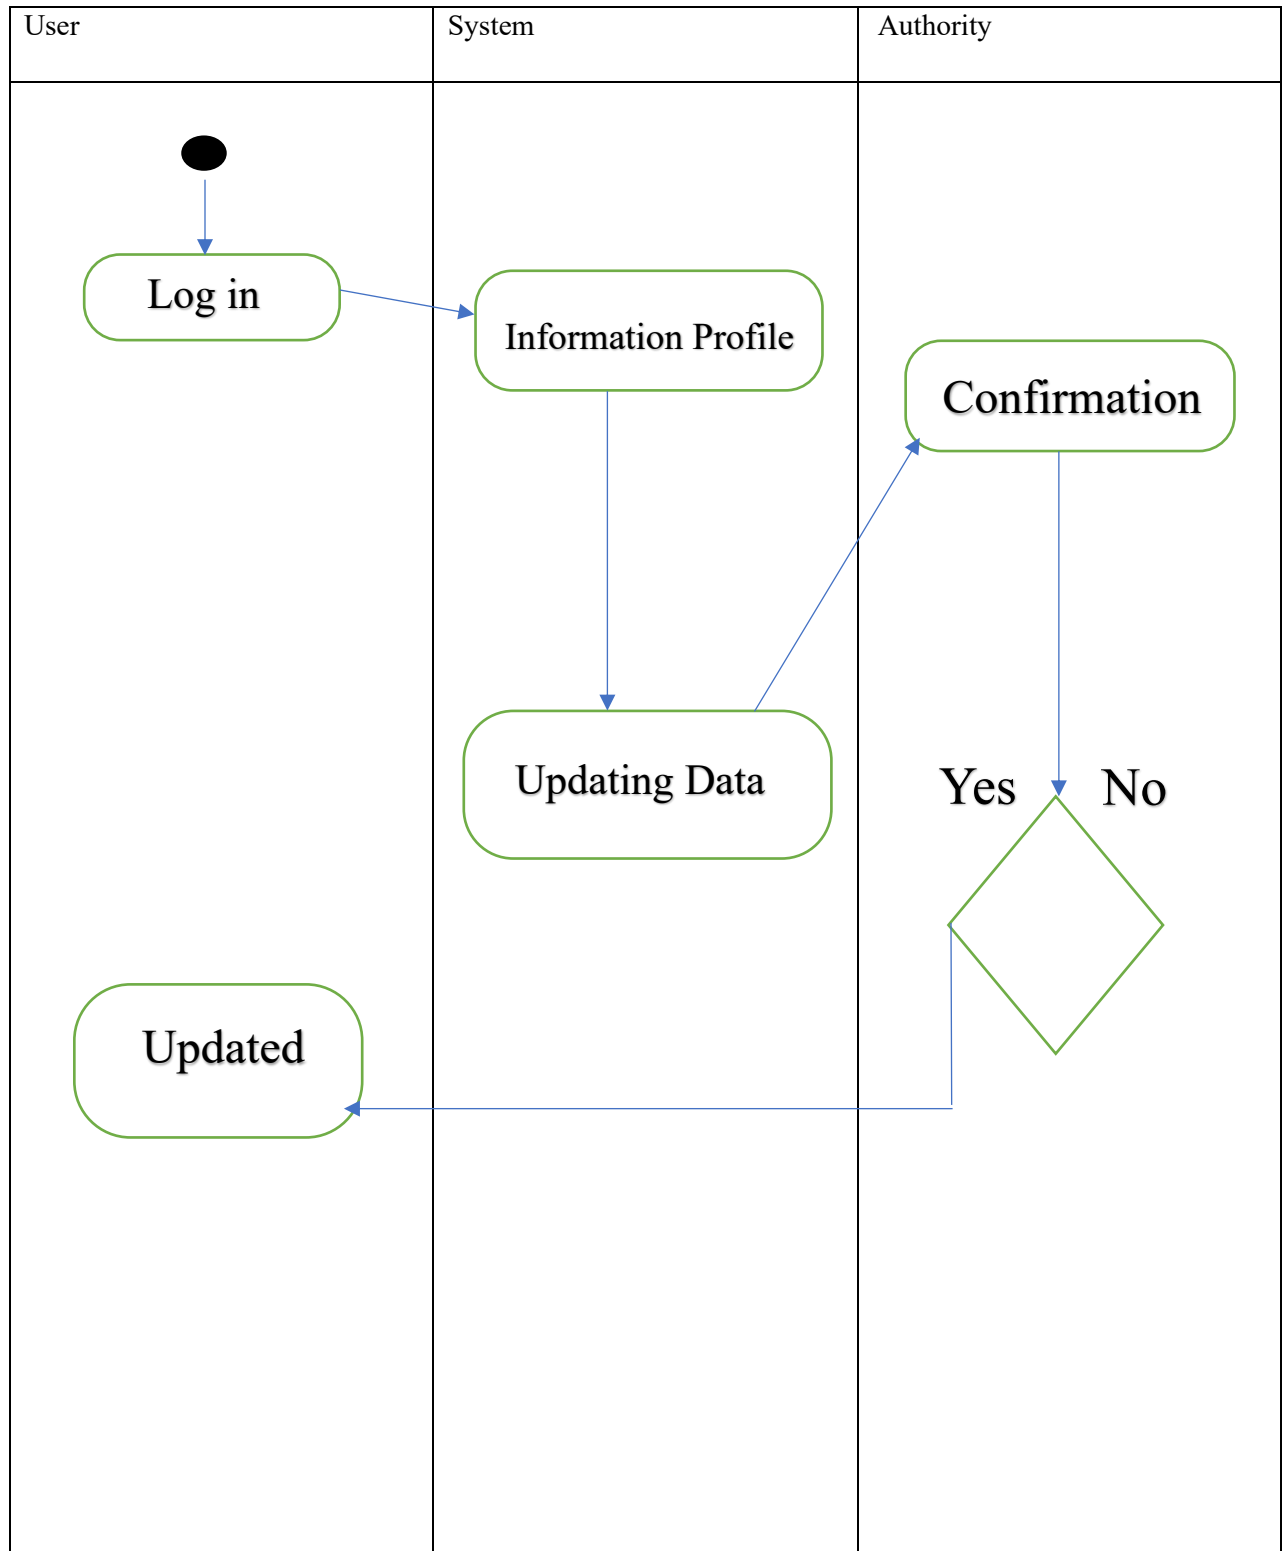 User
System
Authority
Log in
Information Profile
Confirmation
Updating Data
Yes
No
Updated